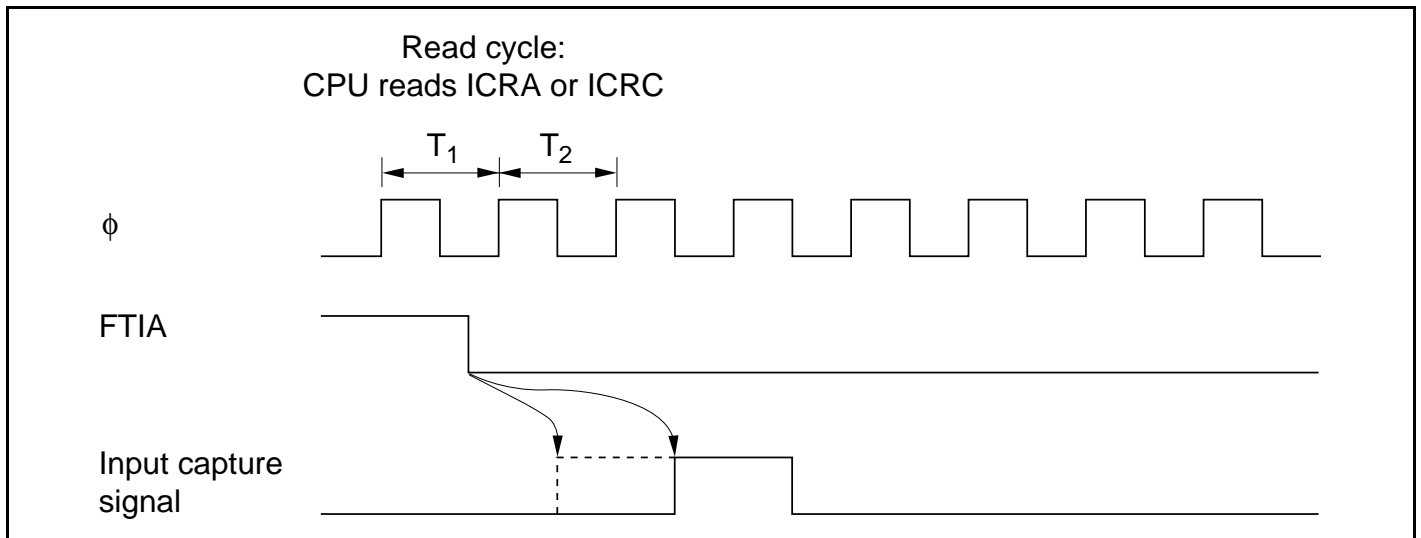 Read cycle:
CPU reads ICRA or ICRC
T1 T2
ϕ
FTIA
Input capture
signal